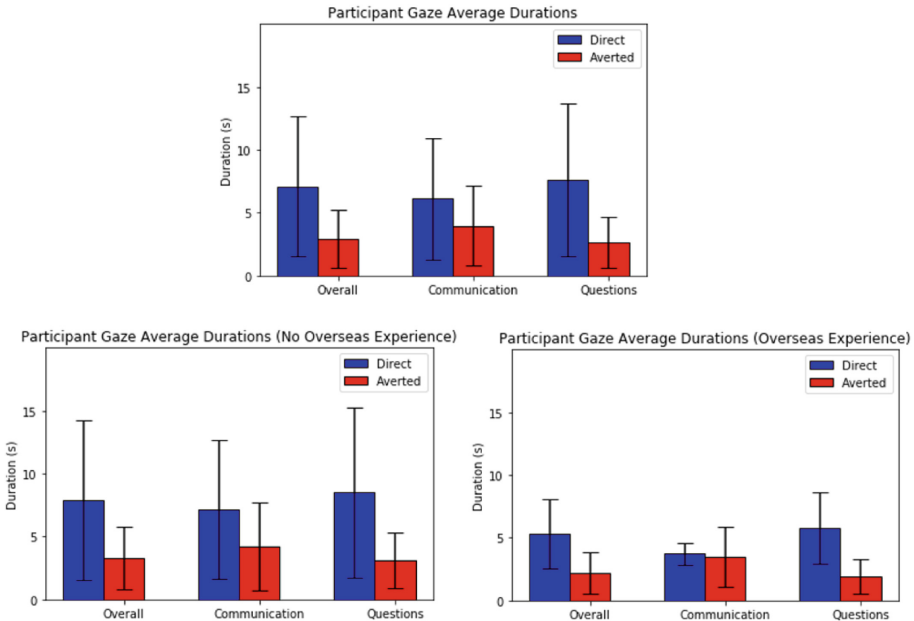 Participant Gaze Average Durations
Direct
Averted
15
10
5
0
Duration (s)
Overall Communication Questions
Participant Gaze Average Durations (No Overseas Experience)
Direct
Averted
15
10
5
0
Duration (s)
Overall Communication Questions
Participant Gaze Average Durations (Overseas Experience)
Direct
Averted
15
10
5
0
Duration (s)
Overall Communication Questions